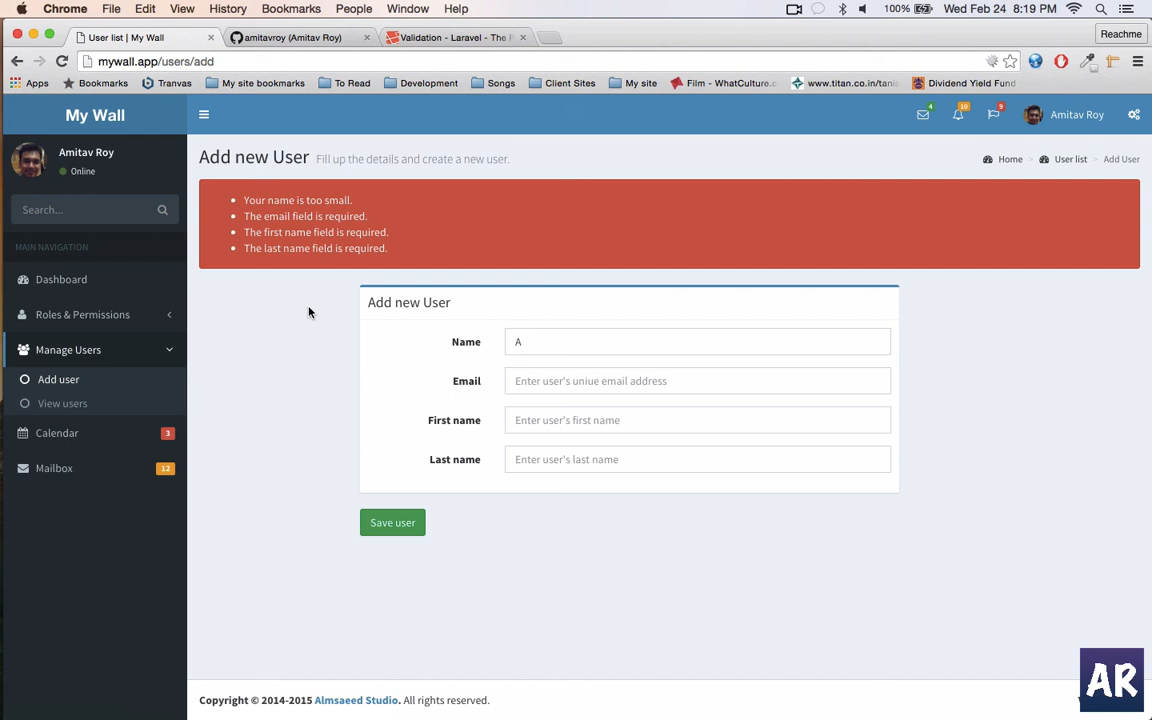 Chrome File Edit View History Bookmarks People Window Help 100% Wed Feb 24 8:19 PM
User list | My Wall amitavroy (Amitav Roy) Validation - Laravel - The P Reachme
mywall.app/users/add
Apps Bookmarks Tranvas My site bookmarks To Read Development Songs Client Sites My site Film - WhatCulture.c www.titan.co.in/tanis Dividend Yield Fund
My Wall 4 10 9 Amitav Roy
Amitav Roy
Online
Search...
MAIN NAVIGATION
Dashboard
Roles & Permissions
Manage Users
Add user
View users
Calendar 3
Mailbox 12
Add new User Fill up the details and create a new user. Home > User list > Add User
Your name is too small.
The email field is required.
The first name field is required.
The last name field is required.
Add new User
Name A
Email Enter user's uniue email address
First name Enter user's first name
Last name Enter user's last name
Save user
Copyright © 2014-2015 Almsaeed Studio. All rights reserved.
AR